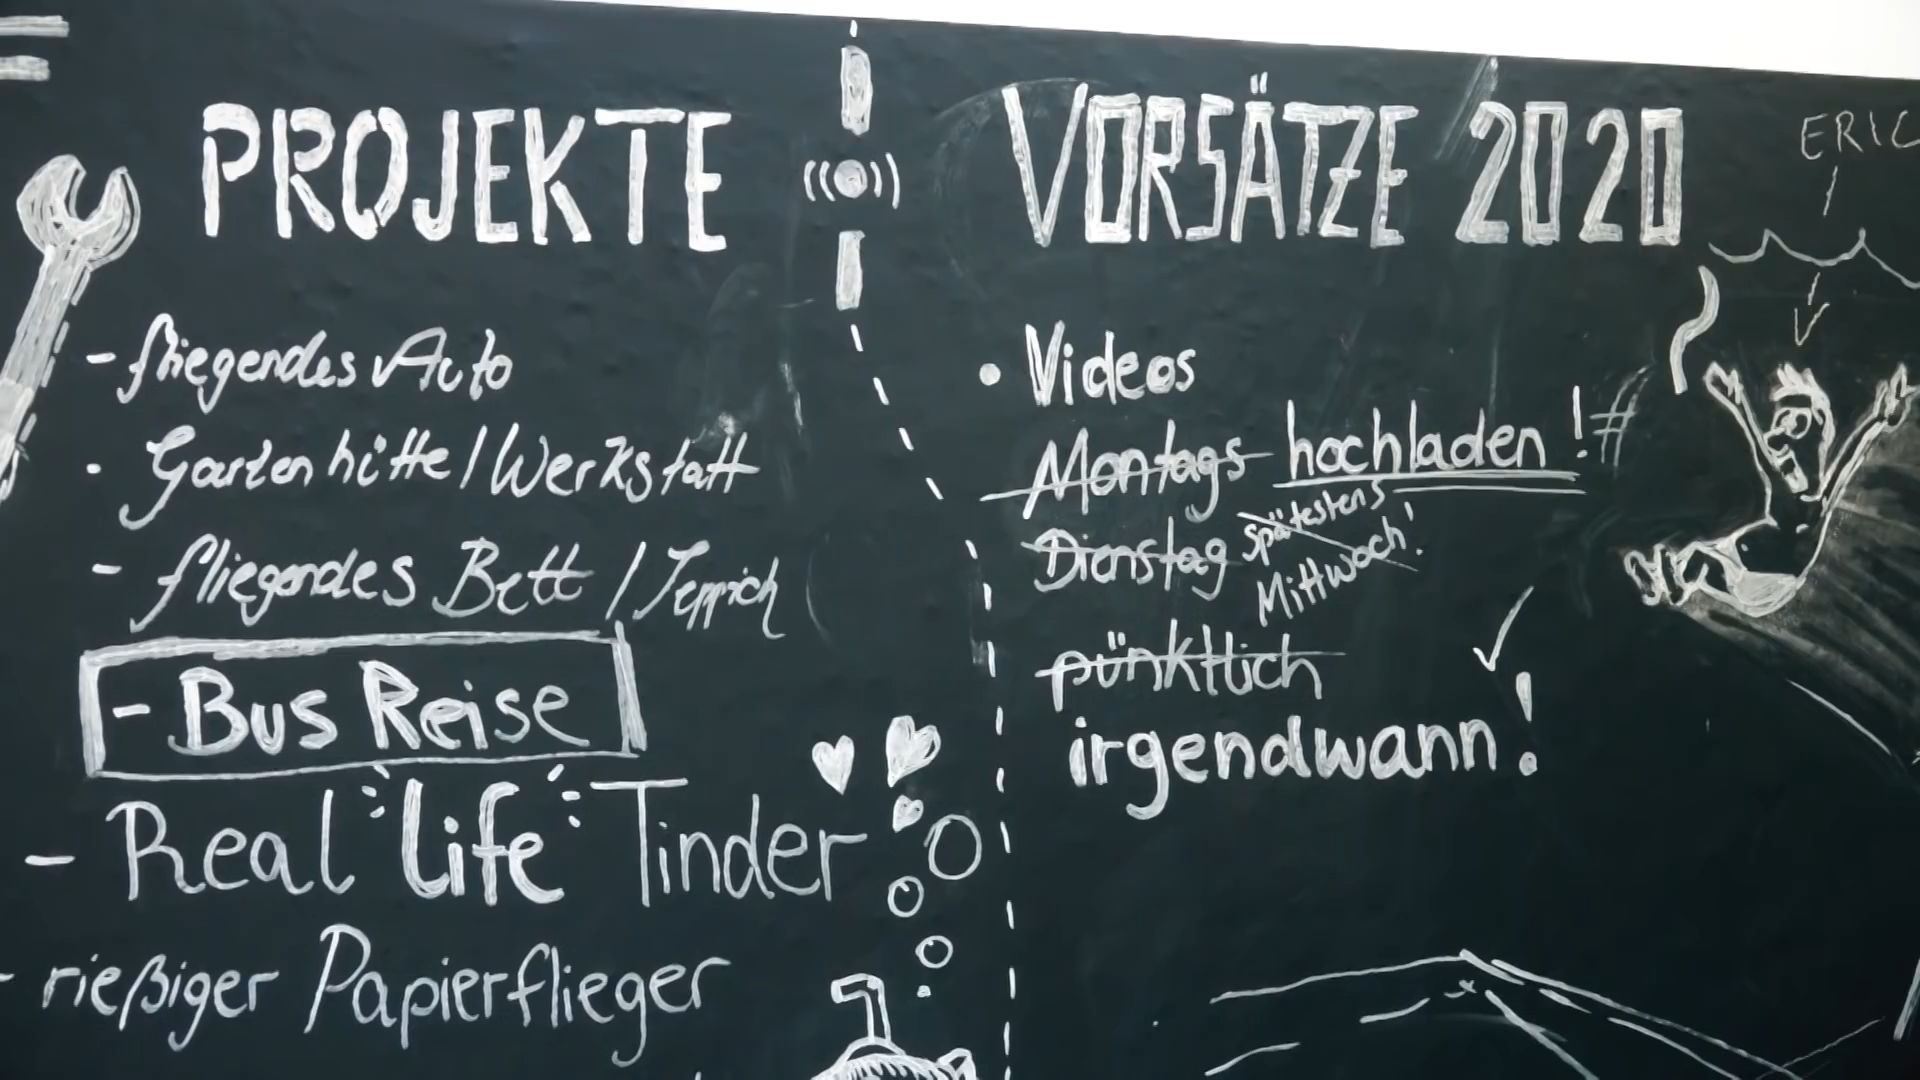 PROJEKTE
- fliegendes Auto
· Gartenhütte / Werkstatt
- fliegendes Bett / Teppich
- Bus Reise
- Real life Tinder
- rießiger Papierflieger
VORSÄTZE 2020
• Videos
Montags hochladen!
Dienstag spätestens Mittwoch!
pünktlich
irgendwann!
ERIC